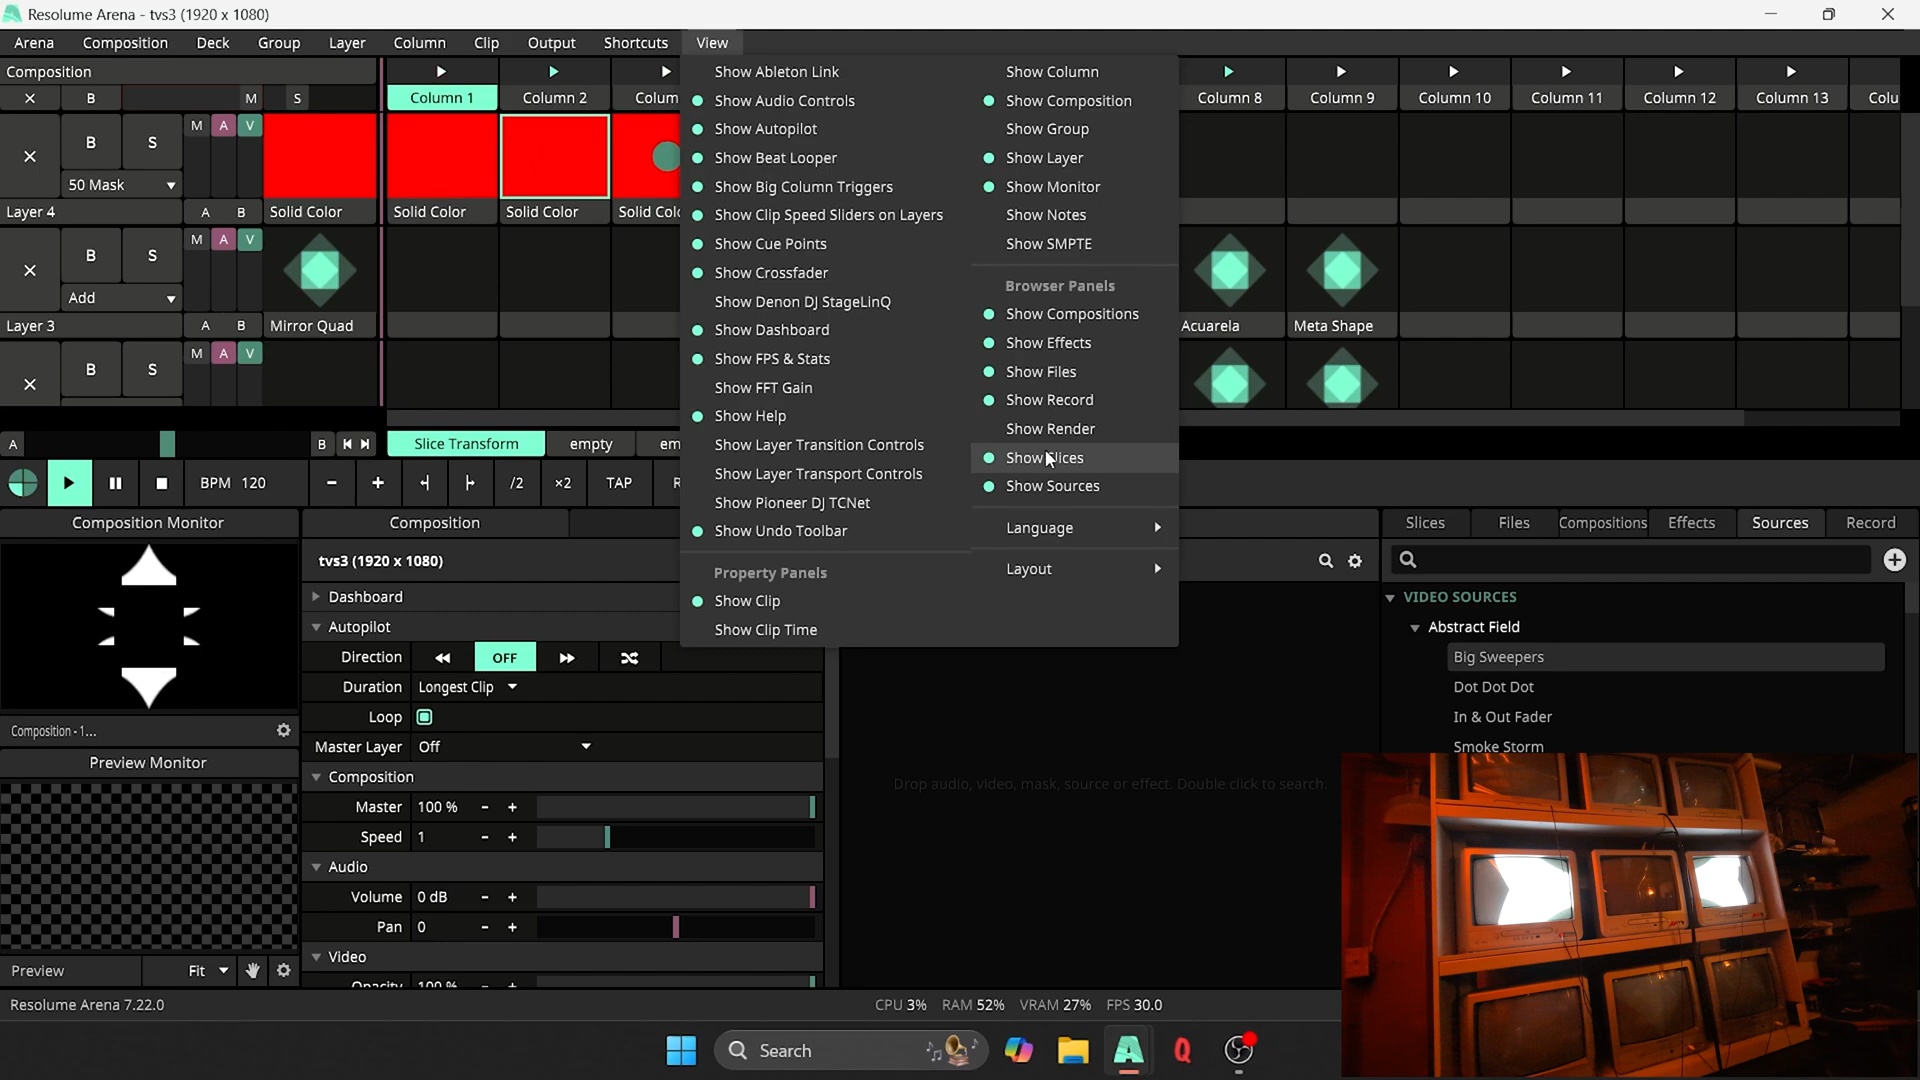 Resolume Arena - tvs3 (1920 x 1080)
Arena Composition Deck Group Layer Column Clip Output Shortcuts View
Composition
X B M S
Column 1 Column 2 Colum
Column 8 Column 9 Column 10 Column 11 Column 12 Column 13 Colu
B S M A V
50 Mask
Layer 4 A B Solid Color Solid Color Solid Color Solid Col
B S M A V
Add
Layer 3 A B Mirror Quad
Acuarela Meta Shape
B S M A V
A B Slice Transform empty em
BPM 120 - + /2 ×2 TAP R
Show Ableton Link
Show Audio Controls
Show Autopilot
Show Beat Looper
Show Big Column Triggers
Show Clip Speed Sliders on Layers
Show Cue Points
Show Crossfader
Show Denon DJ StageLinQ
Show Dashboard
Show FPS & Stats
Show FFT Gain
Show Help
Show Layer Transition Controls
Show Layer Transport Controls
Show Pioneer DJ TCNet
Show Undo Toolbar
Property Panels
Show Clip
Show Clip Time
Show Column
Show Composition
Show Group
Show Layer
Show Monitor
Show Notes
Show SMPTE
Browser Panels
Show Compositions
Show Effects
Show Files
Show Record
Show Render
Show Slices
Show Sources
Language
Layout
Composition Monitor
Composition - 1...
Preview Monitor
Preview Fit
Composition
tvs3 (1920 x 1080)
Dashboard
Autopilot
Direction OFF
Duration Longest Clip
Loop
Master Layer Off
Composition
Master 100 % - +
Speed 1 - +
Audio
Volume 0 dB - +
Pan 0 - +
Video
Opacity 100 % - +
Drop audio, video, mask, source or effect. Double click to search.
Slices Files Compositions Effects Sources Record
VIDEO SOURCES
Abstract Field
Big Sweepers
Dot Dot Dot
In & Out Fader
Smoke Storm
Resolume Arena 7.22.0
CPU 3% RAM 52% VRAM 27% FPS 30.0
Search